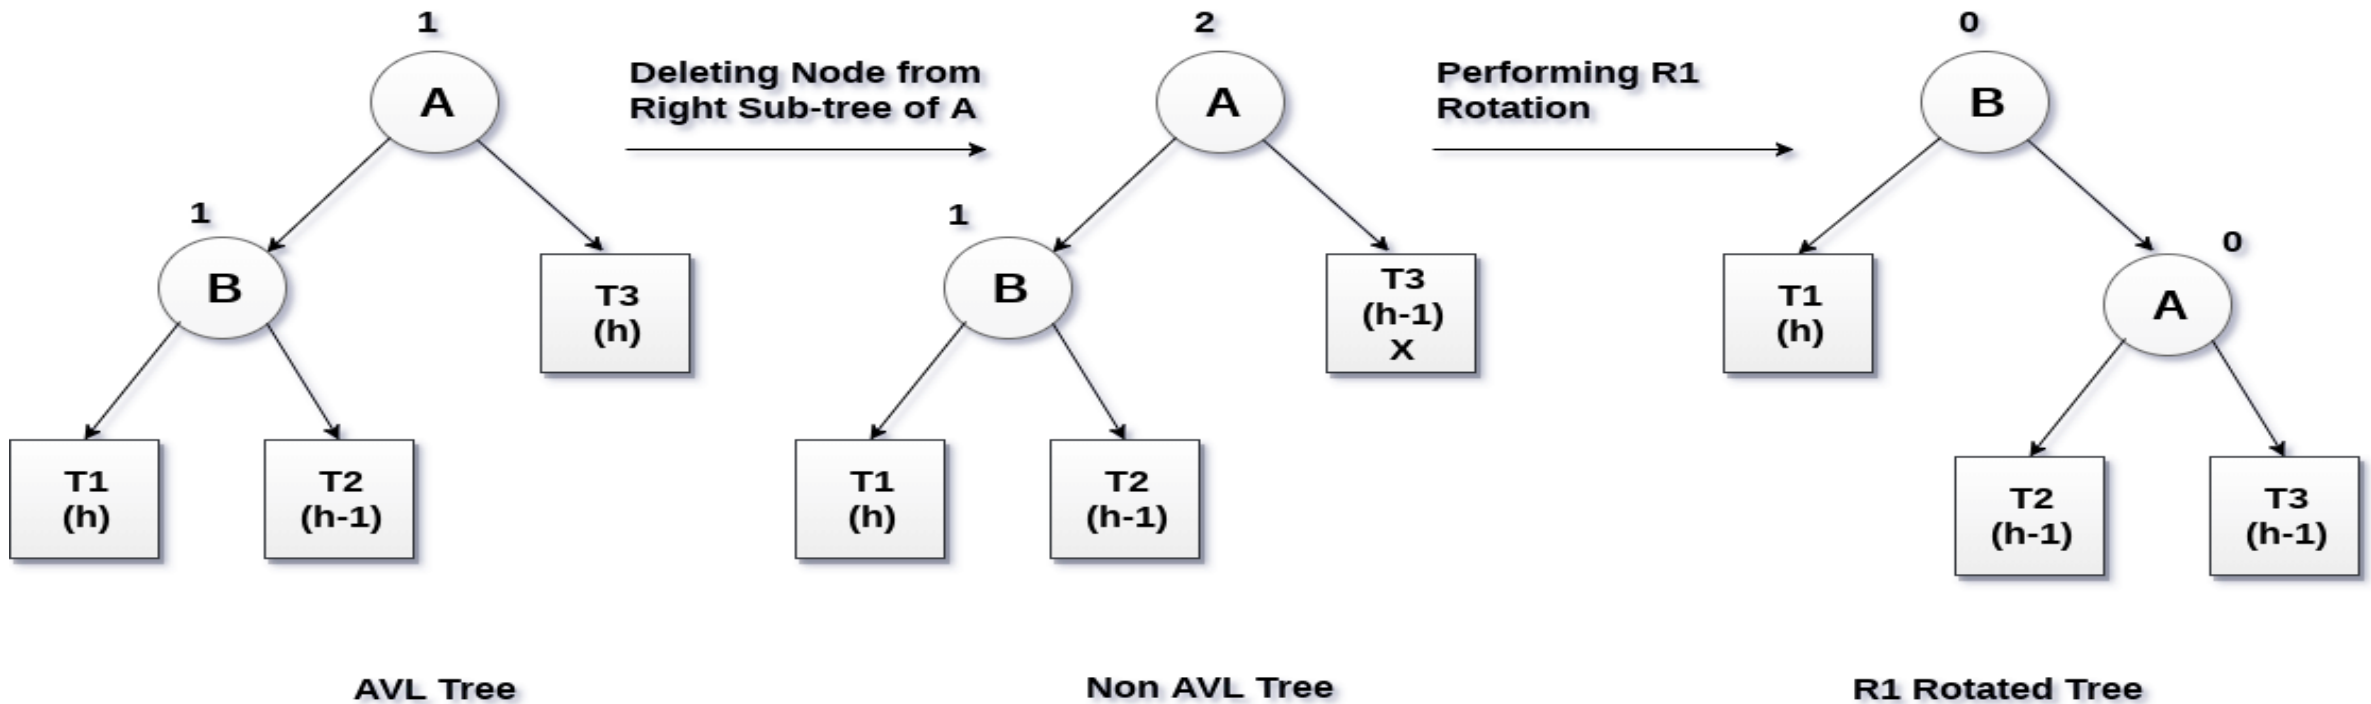 1
A
1
B
T3
(h)
T1
(h)
T2
(h-1)
AVL Tree
Deleting Node from
Right Sub-tree of A
2
A
1
B
T3
(h-1)
X
T1
(h)
T2
(h-1)
Non AVL Tree
Performing R1
Rotation
0
B
0
T1
(h)
A
T2
(h-1)
T3
(h-1)
R1 Rotated Tree